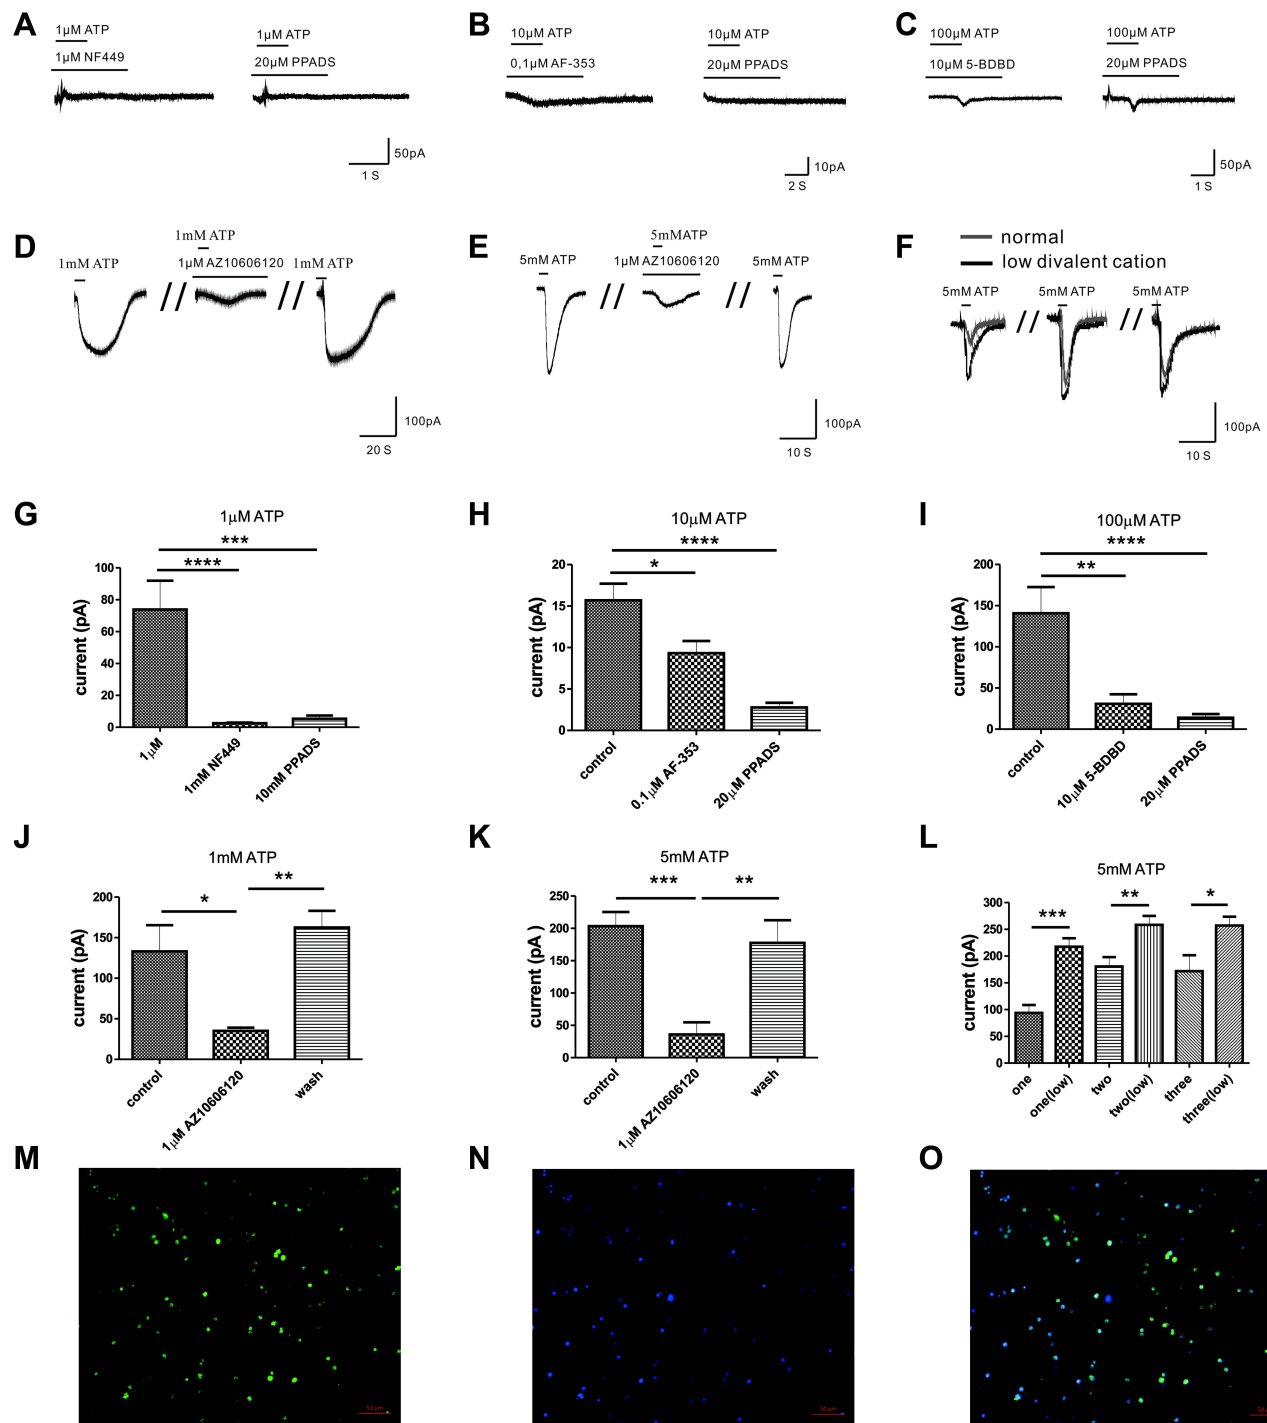 A
1µM ATP
1µM NF449
1µM ATP
20µM PPADS
50pA
1 S
B
10µM ATP
0,1µM AF-353
10µM ATP
20µM PPADS
10pA
2 S
C
100µM ATP
10µM 5-BDBD
100µM ATP
20µM PPADS
50pA
1 S
D
1mM ATP
1mM ATP
1µM AZ10606120
1mM ATP
100pA
20 S
E
5mM ATP
5mMATP
1µM AZ10606120
5mM ATP
100pA
10 S
F
normal
low divalent cation
5mM ATP
5mM ATP
5mM ATP
100pA
10 S
G
1µM ATP
***
****
current (pA)
100
80
60
40
20
0
1µM
1mM NF449
10mM PPADS
H
10µM ATP
****
*
current (pA)
20
15
10
5
0
control
0.1µM AF-353
20µM PPADS
I
100µM ATP
****
**
current (pA)
200
150
100
50
0
control
10µM 5-BDBD
20µM PPADS
J
1mM ATP
*
**
current (pA)
200
150
100
50
0
control
1µM AZ10606120
wash
K
5mM ATP
***
**
current (pA )
250
200
150
100
50
0
control
1µM AZ10606120
wash
L
5mM ATP
***
**
*
current (pA)
300
250
200
150
100
50
0
one
one(low)
two
two(low)
three
three(low)
M
50 µm
N
50 µm
O